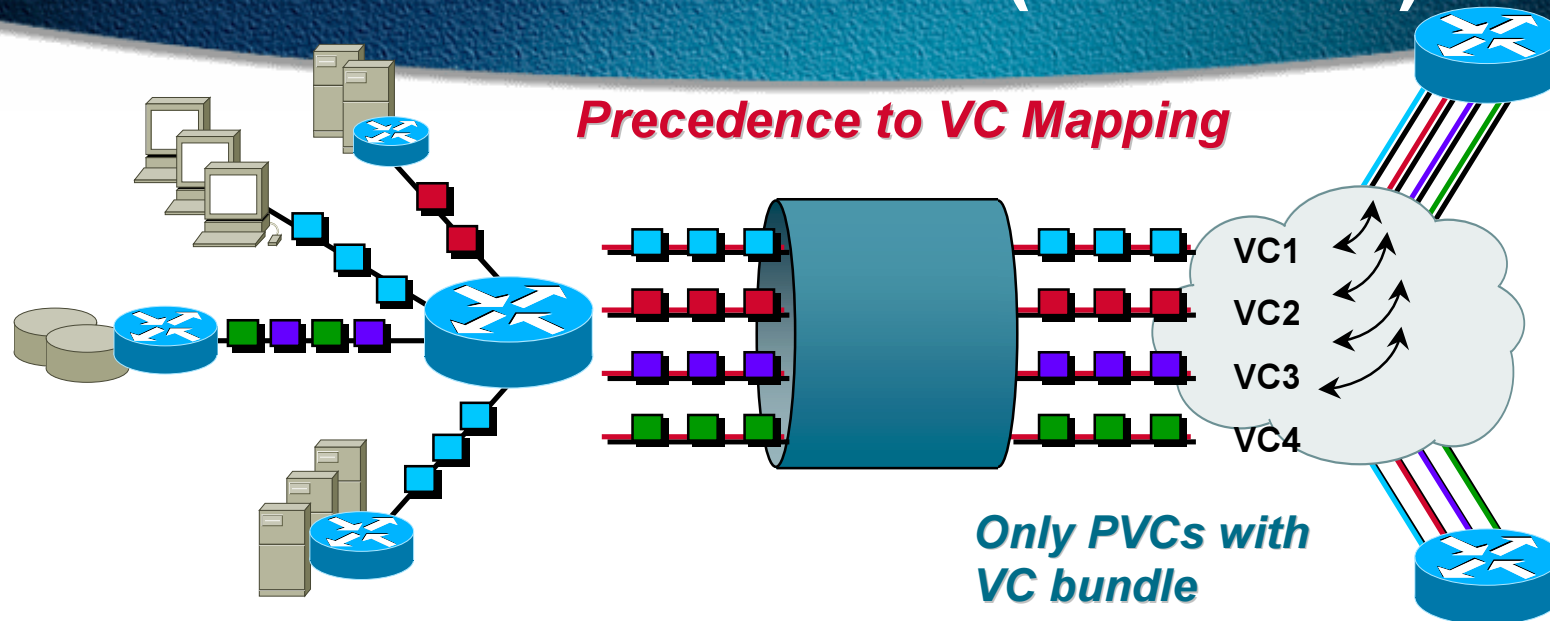 Precedence to VC Mapping
VC1
VC2
VC3
VC4
Only PVCs with
VC bundle